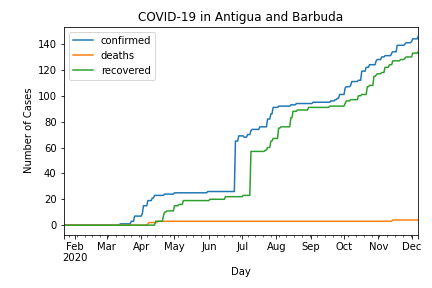 COVID-19 in Antigua and Barbuda
confirmed
deaths
recovered
Number of Cases
140
120
100
80
60
40
20
0
Feb Mar Apr May Jun Jul Aug Sep Oct Nov Dec
2020
Day